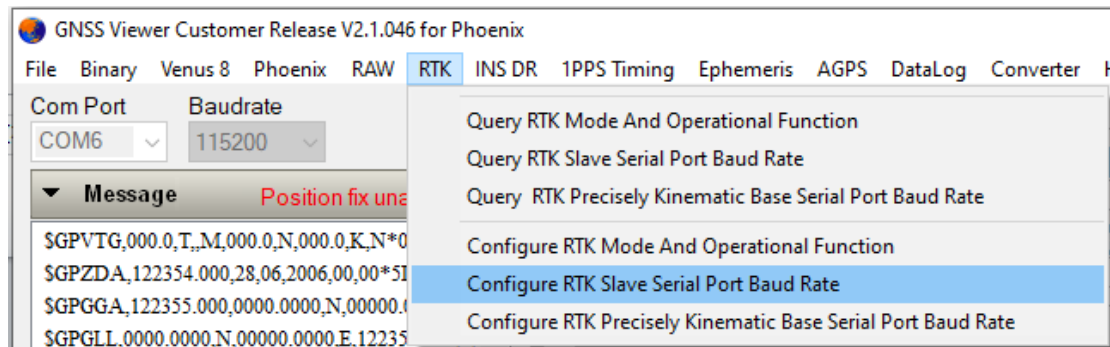 GNSS Viewer Customer Release V2.1.046 for Phoenix
File Binary Venus 8 Phoenix RAW RTK INS DR 1PPS Timing Ephemeris AGPS DataLog Converter
Com Port Baudrate
COM6 115200
Message Position fix una
$GPVTG,000.0,T,,M,000.0,N,000.0,K,N*0
$GPZDA,122354.000,28,06,2006,00,00*5
$GPGGA,122355.000,0000.0000,N,00000.
$GPGLL,0000.0000,N,00000.0000,E,12235
Query RTK Mode And Operational Function
Query RTK Slave Serial Port Baud Rate
Query RTK Precisely Kinematic Base Serial Port Baud Rate
Configure RTK Mode And Operational Function
Configure RTK Slave Serial Port Baud Rate
Configure RTK Precisely Kinematic Base Serial Port Baud Rate